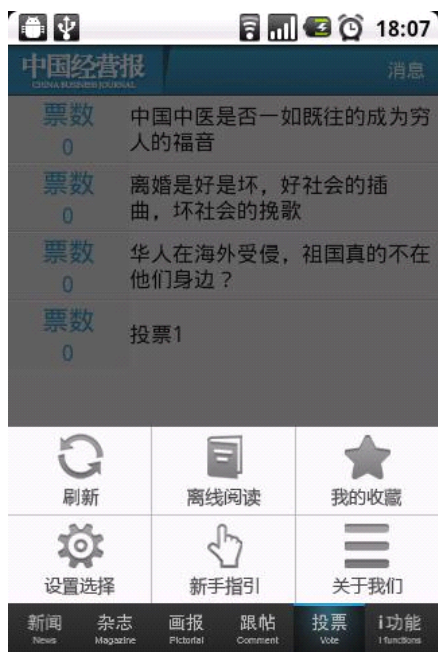 18:07
中国经营报
CHINA BUSINESS JOURNAL
消息
票数
0
中国中医是否一如既往的成为穷
人的福音
票数
0
离婚是好是坏，好社会的插
曲，坏社会的挽歌
票数
0
华人在海外受侵，祖国真的不在
他们身边？
票数
0
投票1
刷新
离线阅读
我的收藏
设置选择
新手指引
关于我们
新闻
News
杂志
Magazine
画报
Pictorial
跟帖
Comment
投票
Vote
i功能
I functions